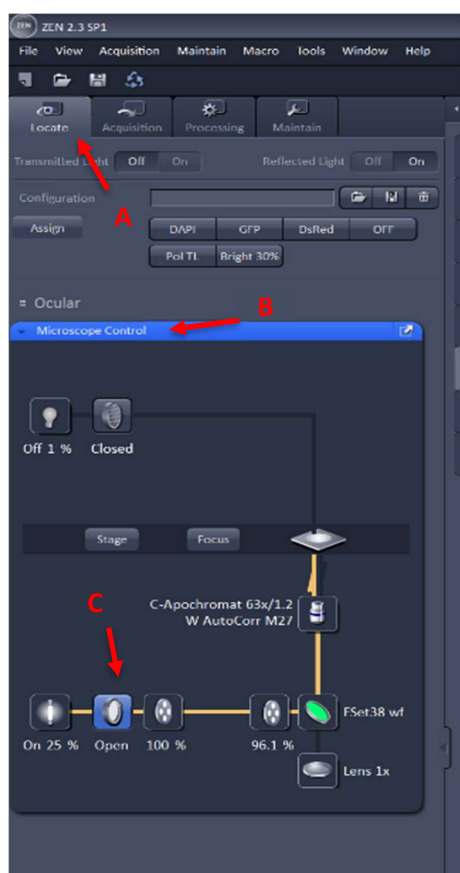 ZEN ZEN 2.3 SP1
File View Acquisition Maintain Macro Tools Window Help
Locate Acquisition Processing Maintain
Transmitted Light Off On Reflected Light Off On
Configuration
A
Assign DAPI GFP DsRed OFF
Pol TL Bright 30%
Ocular
B
Microscope Control
Off 1 % Closed
Stage Focus
C-Apochromat 63x/1.2
W AutoCorr M27
C
FSet38 wf
On 25 % Open 100 % 96.1 %
Lens 1x